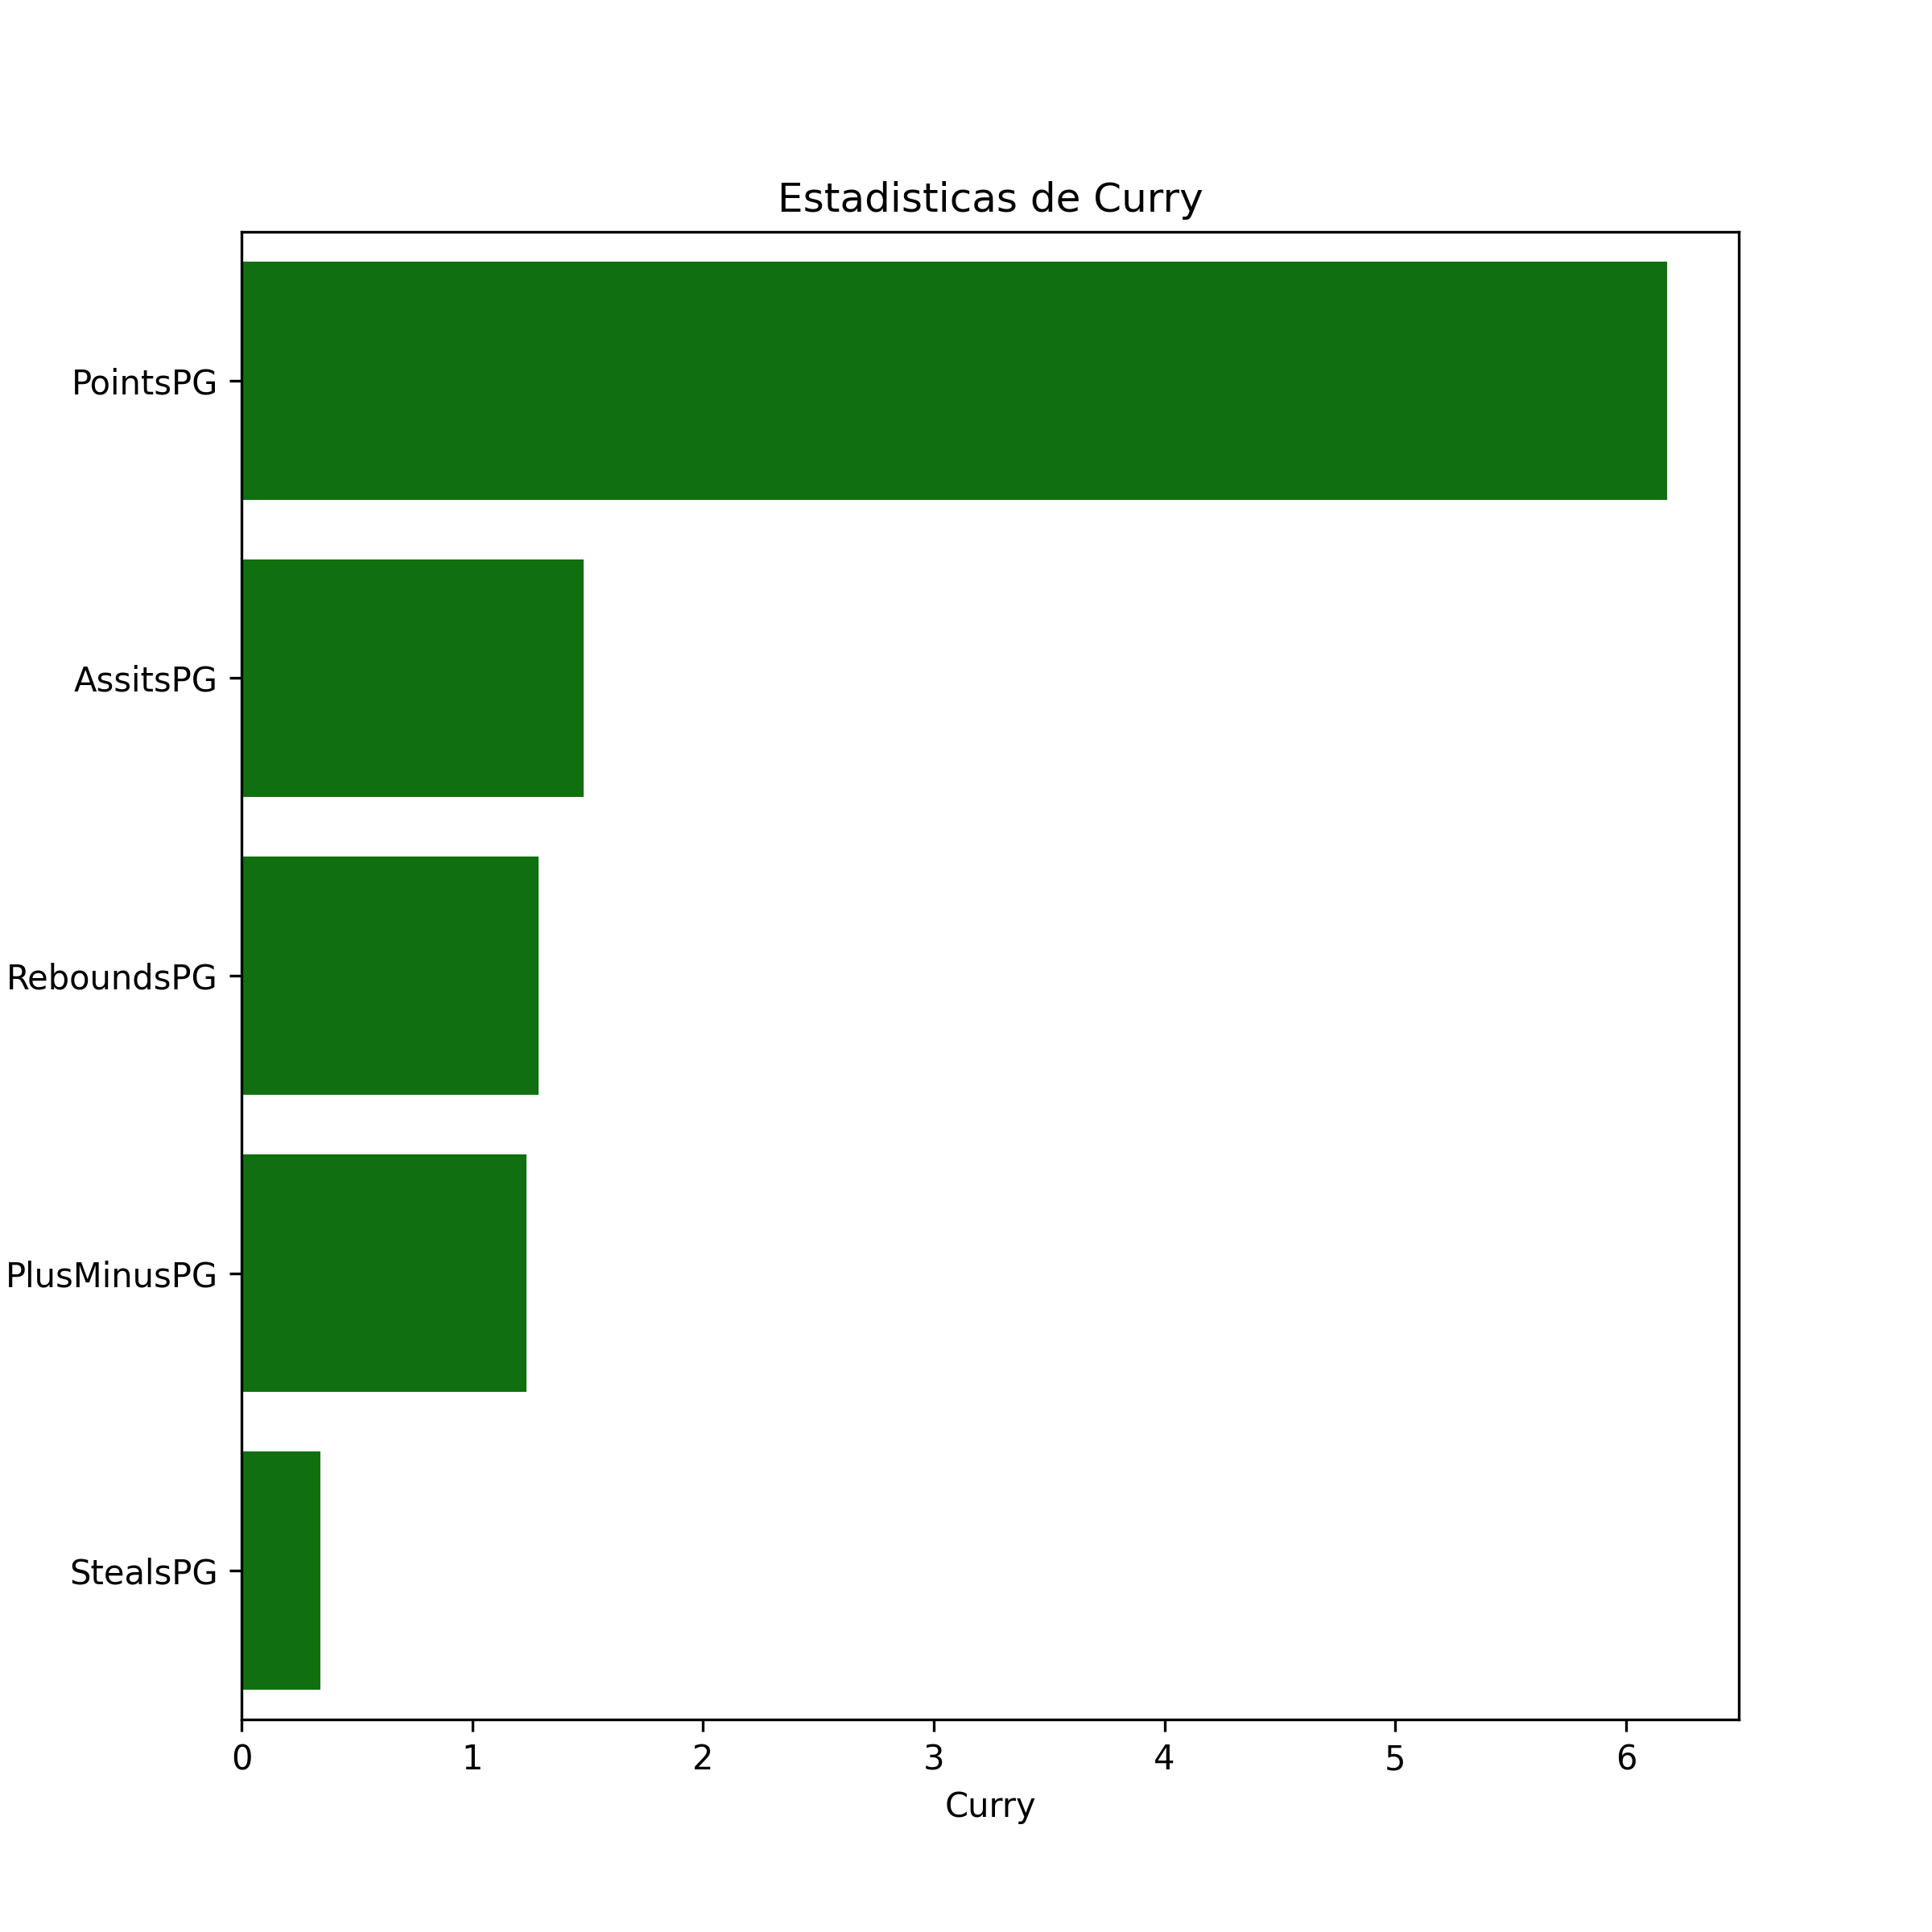 Estadisticas de Curry
PointsPG
AssitsPG
ReboundsPG
PlusMinusPG
StealsPG
0 1 2 3 4 5 6
Curry